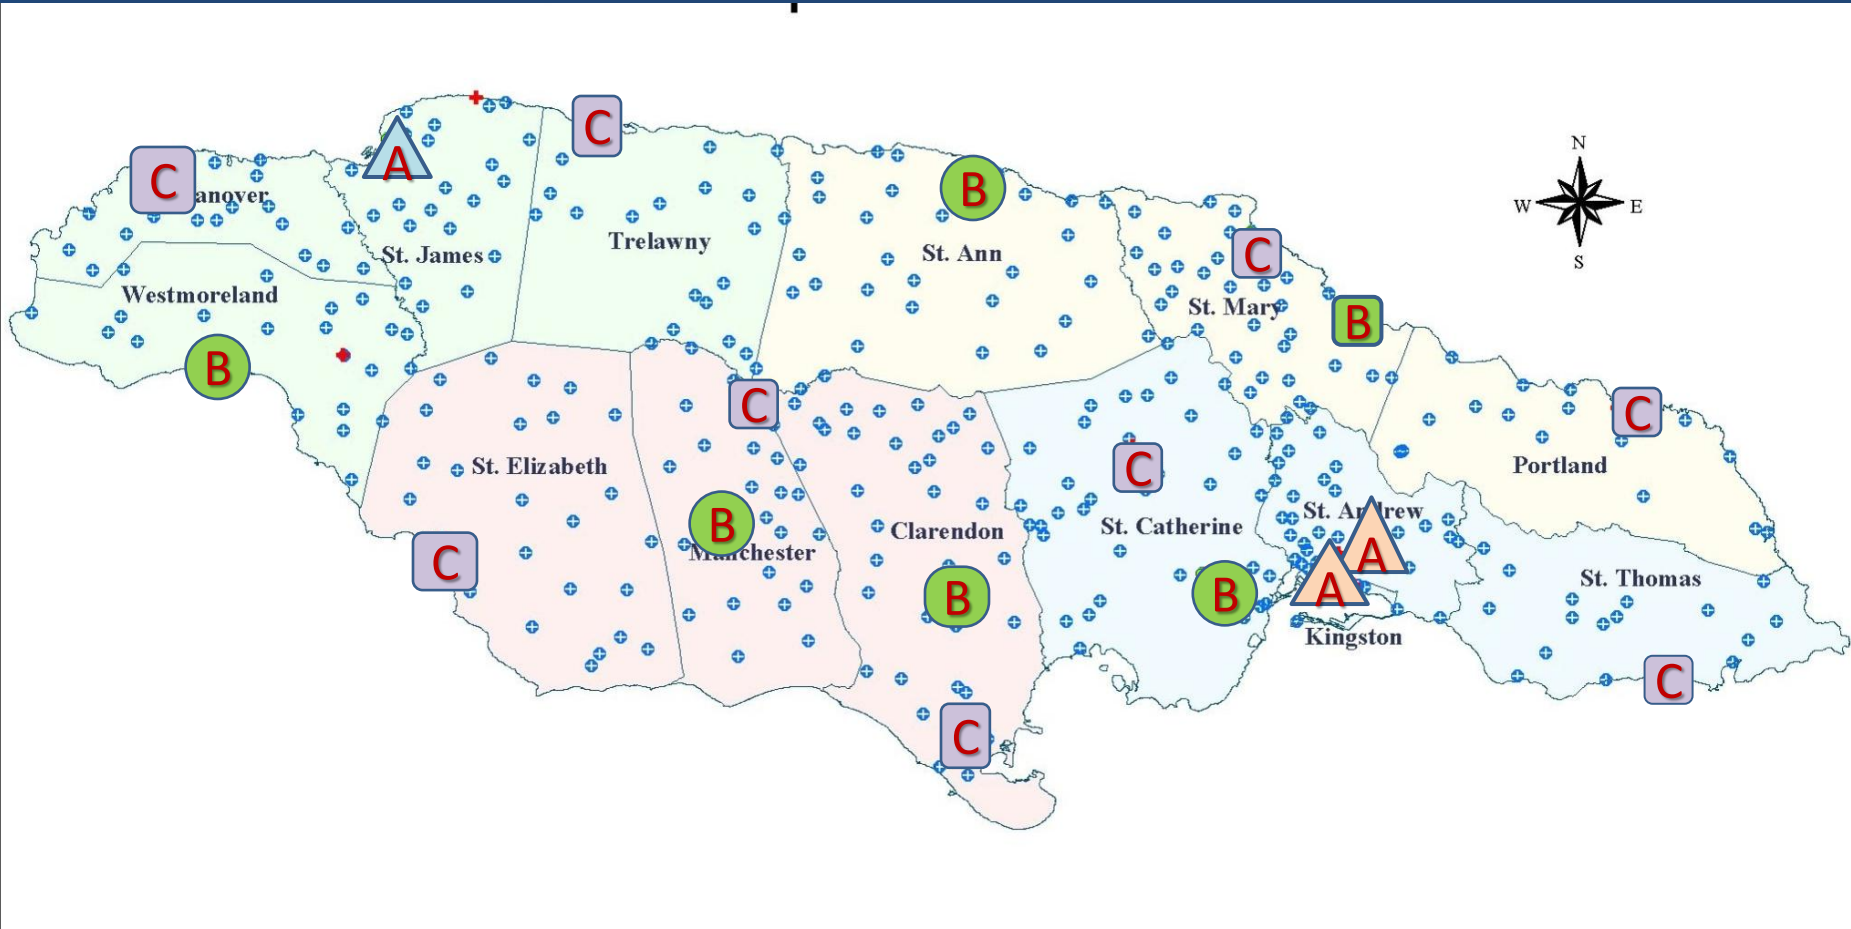 C
N
W E
S
A
C
anover
B
St. James
Trelawny
St. Ann
C
St. Mary
Westmoreland
B
B
C
C
C
St. Elizabeth
Portland
B
Manchester
Clarendon
St. Catherine
St. Andrew
A
C
A
B
B
St. Thomas
Kingston
C
C